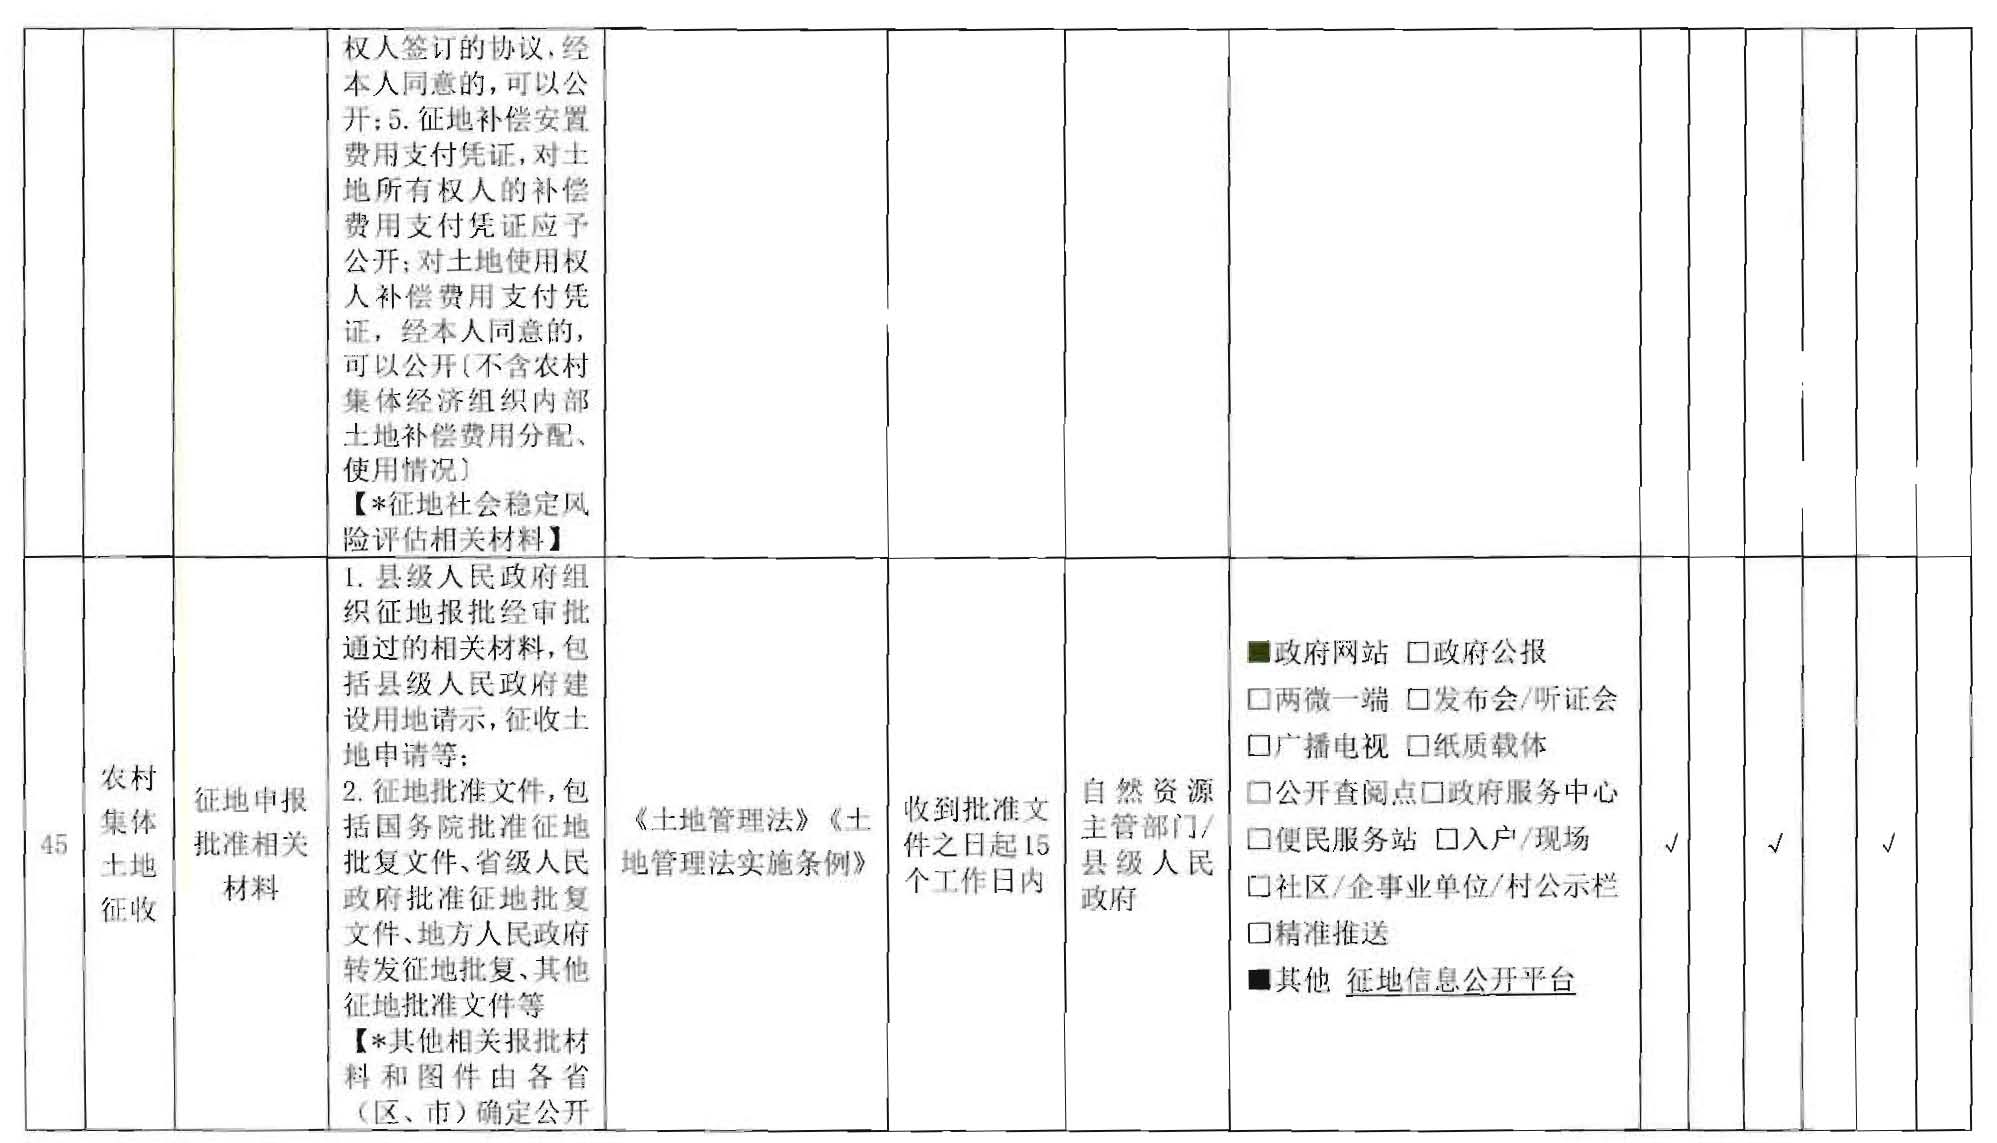 权人签订的协议,经
本人同意的,可以公
开;5.征地补偿安置
费用支付凭证,对土
地所有权人的补偿
费用支付凭证应予
公开;对土地使用权
人补偿费用支付凭
证，经本人同意的,
可以公开〔不含农村
集体经济组织内部
土地补偿费用分配、
使用情况〕
【*征地社会稳定风
险评估相关材料】
45
农村
集体
土地
征收
征地申报
批准相关
材料
1. 县级人民政府组
织征地报批经审批
通过的相关材料,包
括县级人民政府建
设用地请示,征收土
地申请等;
2. 征地批准文件,包
括国务院批准征地
批复文件、省级人民
政府批准征地批复
文件、地方人民政府
转发征地批复、其他
征地批准文件等
【*其他相关报批材
料和图件由各省
（区、市）确定公开
《土地管理法》《土
地管理法实施条例》
收到批准文
件之日起15
个工作日内
自然资源
主管部门/
县级人民
政府
■政府网站 □政府公报
□两微一端 □发布会/听证会
□广播电视 □纸质载体
□公开查阅点□政府服务中心
□便民服务站 □入户/现场
□社区/企事业单位/村公示栏
□精准推送
■其他 征地信息公开平台
√ √ √